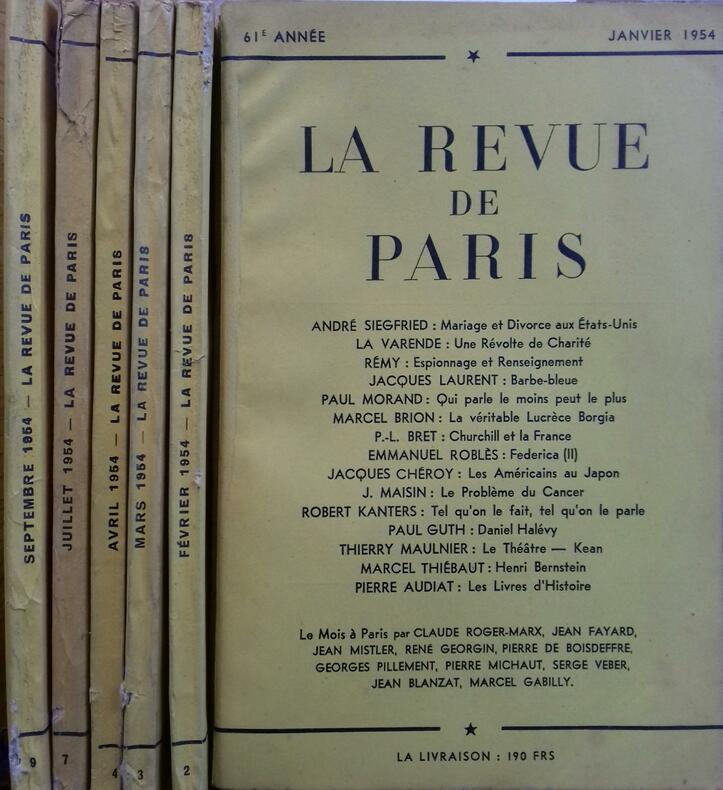 SEPTEMBRE 1954 — LA REVUE DE PARIS
9
JUILLET 1954 — LA REVUE DE PARIS
7
AVRIL 1954 — LA REVUE DE PARIS
4
MARS 1954 — LA REVUE DE PARIS
3
FÉVRIER 1954 — LA REVUE DE PARIS
2
61E ANNÉE
JANVIER 1954
LA REVUE
DE
PARIS
ANDRÉ SIEGFRIED : Mariage et Divorce aux États-Unis
LA VARENDE : Une Révolte de Charité
RÉMY : Espionnage et Renseignement
JACQUES LAURENT : Barbe-bleue
PAUL MORAND : Qui parle le moins peut le plus
MARCEL BRION : La véritable Lucrèce Borgia
P.-L. BRET : Churchill et la France
EMMANUEL ROBLÈS : Federica (II)
JACQUES CHÉROY : Les Américains au Japon
J. MAISIN : Le Problème du Cancer
ROBERT KANTERS : Tel qu'on le fait, tel qu'on le parle
PAUL GUTH : Daniel Halévy
THIERRY MAULNIER : Le Théâtre — Kean
MARCEL THIÉBAUT : Henri Bernstein
PIERRE AUDIAT : Les Livres d'Histoire
Le Mois à Paris par CLAUDE ROGER-MARX, JEAN FAYARD,
JEAN MISTLER, RENÉ GEORGIN, PIERRE DE BOISDEFFRE,
GEORGES PILLEMENT, PIERRE MICHAUT, SERGE VEBER,
JEAN BLANZAT, MARCEL GABILLY.
LA LIVRAISON : 190 FRS